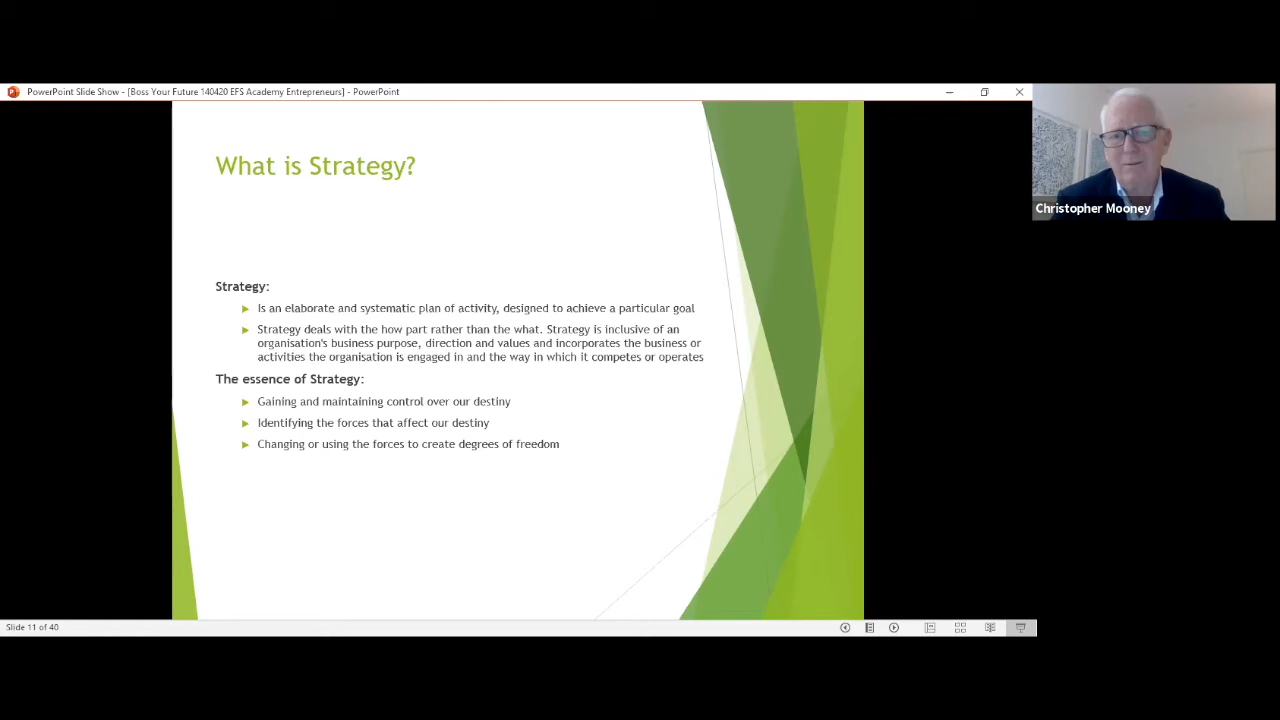 PowerPoint Slide Show - [Boss Your Future 140420 EFS Academy Entrepreneurs] - PowerPoint
Christopher Mooney
What is Strategy?
Strategy:
Is an elaborate and systematic plan of activity, designed to achieve a particular goal
Strategy deals with the how part rather than the what. Strategy is inclusive of an
organisation's business purpose, direction and values and incorporates the business or
activities the organisation is engaged in and the way in which it competes or operates
The essence of Strategy:
Gaining and maintaining control over our destiny
Identifying the forces that affect our destiny
Changing or using the forces to create degrees of freedom
Slide 11 of 40